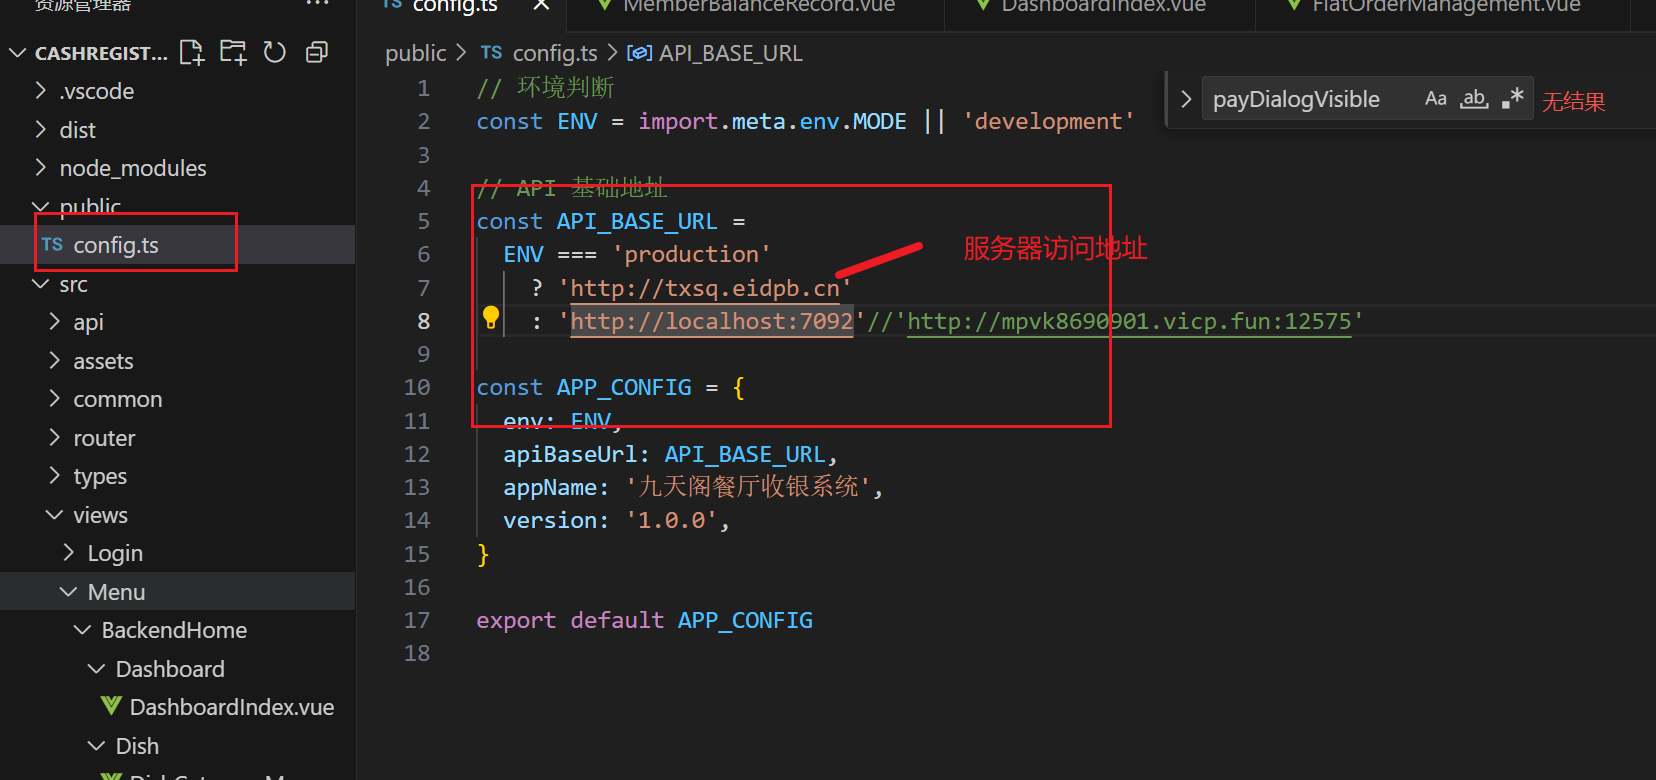 资源管理器
CASHREGIST...
.vscode
dist
node_modules
public
TS config.ts
src
api
assets
common
router
types
views
Login
Menu
BackendHome
Dashboard
DashboardIndex.vue
Dish
TS config.ts
MemberBalanceRecord.vue
DashboardIndex.vue
FlatOrderManagement.vue
public > TS config.ts > API_BASE_URL
payDialogVisible Aa ab .* 无结果
1 // 环境判断
2 const ENV = import.meta.env.MODE || 'development'
3
4 // API 基础地址
5 const API_BASE_URL =
6 ENV === 'production'
服务器访问地址
7 ? 'http://txsq.eidpb.cn'
8 : 'http://localhost:7092'//'http://mpvk8690901.vicp.fun:12575'
9
10 const APP_CONFIG = {
11 env: ENV,
12 apiBaseUrl: API_BASE_URL,
13 appName: '九天阁餐厅收银系统',
14 version: '1.0.0',
15 }
16
17 export default APP_CONFIG
18